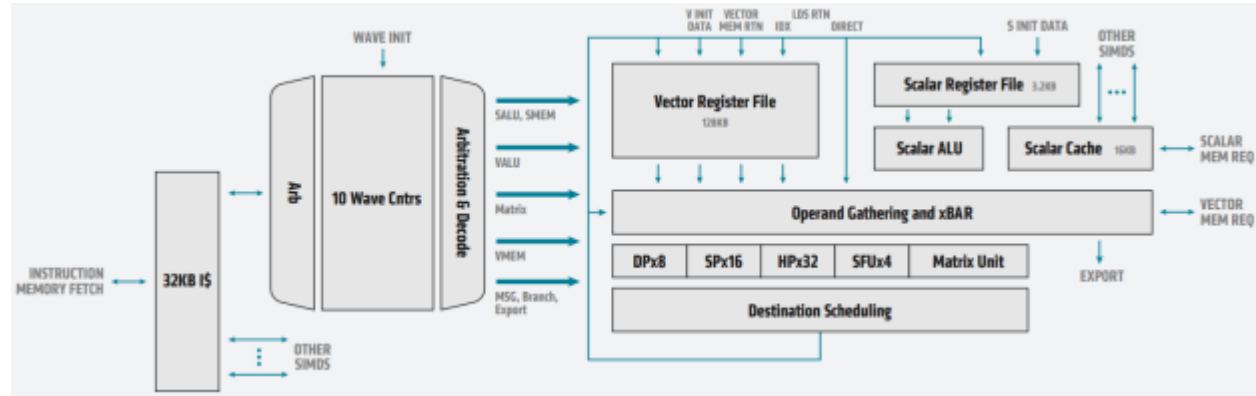 V INIT
DATA
VECTOR
MEM RTN
LDS RTN
IDX
DIRECT
S INIT DATA
OTHER
SIMDS
WAVE INIT
Arb
10 Wave Cntrs
Arbitration & Decode
SALU, SMEM
VALU
Matrix
VMEM
MSG, Branch,
Export
Vector Register File
128KB
Scalar Register File 3.2KB
Scalar ALU
Scalar Cache 16KB
SCALAR
MEM REQ
Operand Gathering and xBAR
VECTOR
MEM REQ
DPx8
SPx16
HPx32
SFUx4
Matrix Unit
EXPORT
Destination Scheduling
INSTRUCTION
MEMORY FETCH
32KB I$
OTHER
SIMDS